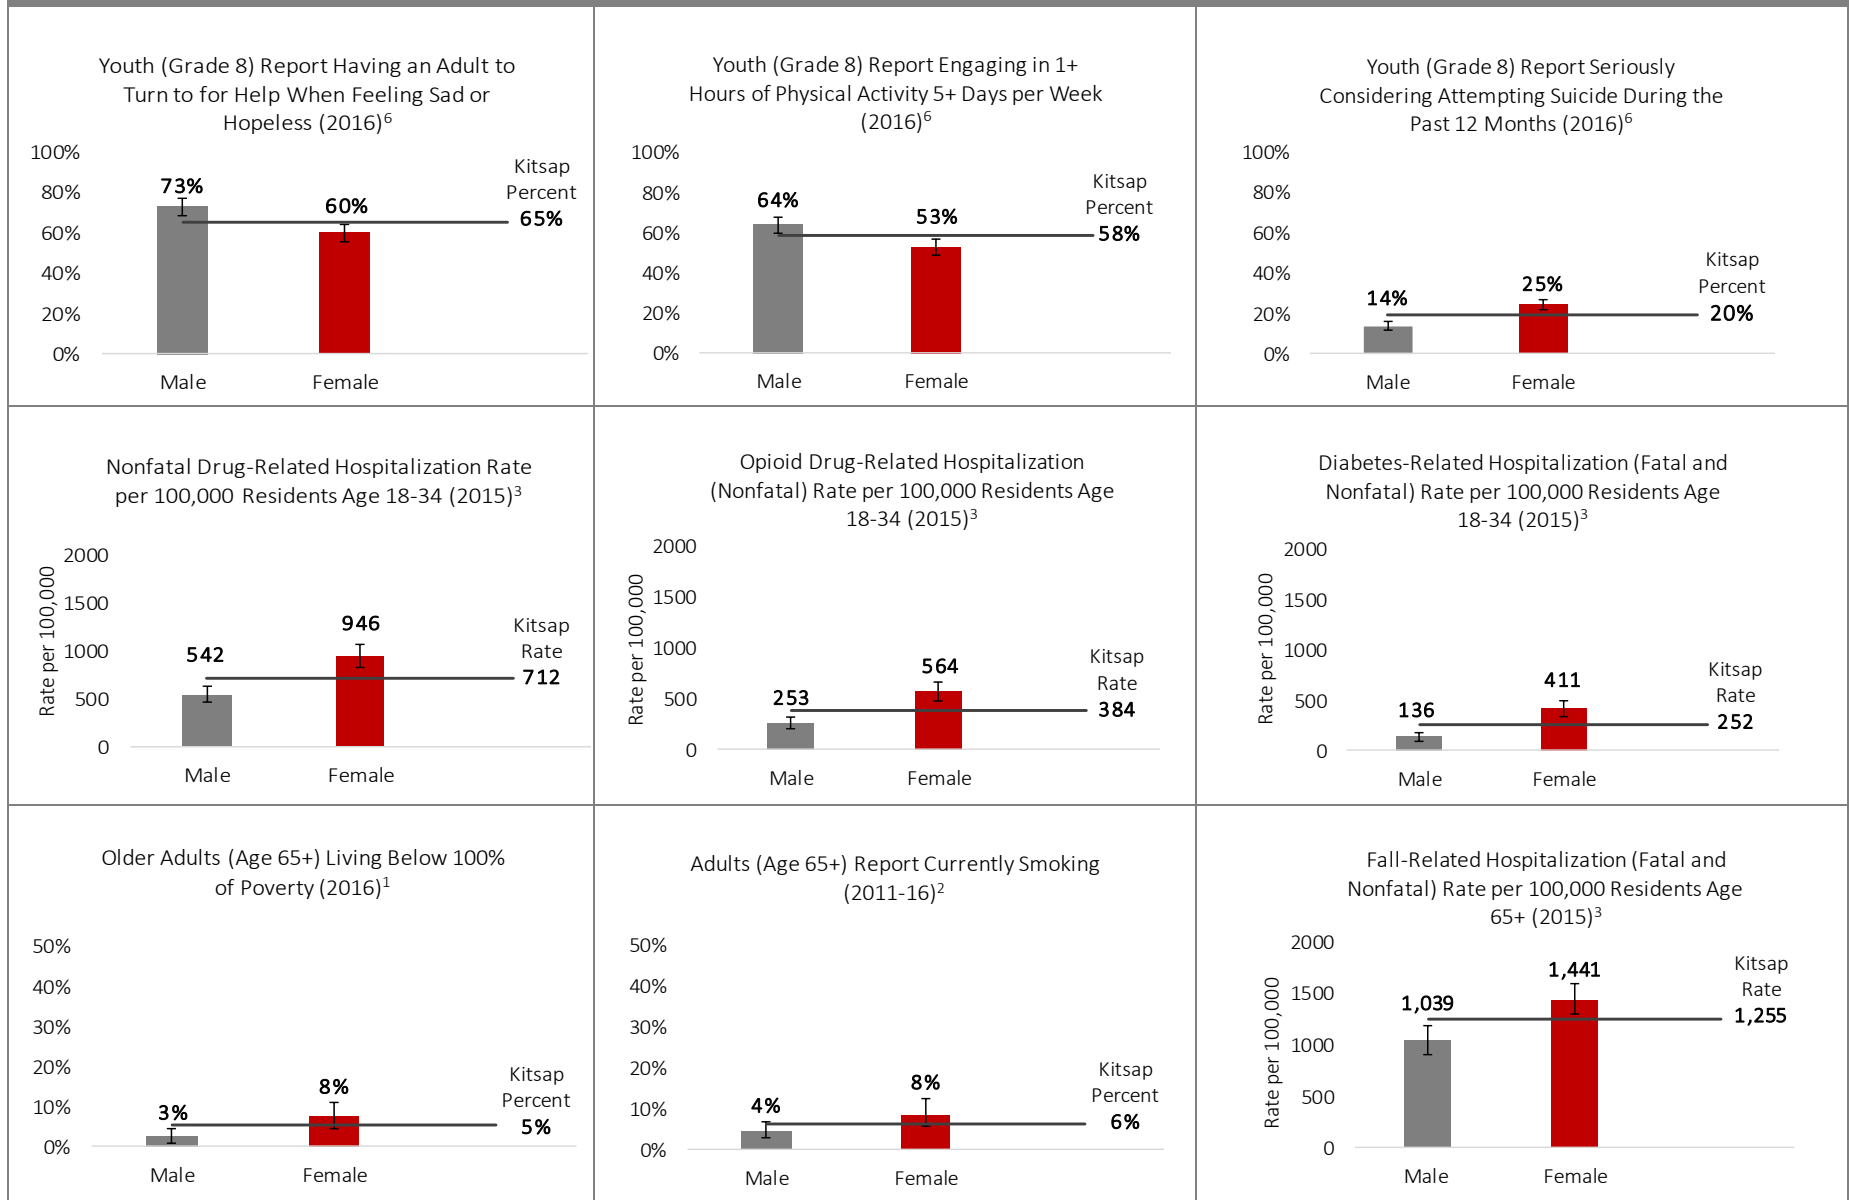 Youth (Grade 8) Report Having an Adult to
Turn to for Help When Feeling Sad or
Hopeless (2016)6
100%
80%
60%
40%
20%
0%
73%
60%
Kitsap
Percent
65%
Male
Female
Youth (Grade 8) Report Engaging in 1+
Hours of Physical Activity 5+ Days per Week
(2016)6
100%
80%
60%
40%
20%
0%
64%
53%
Kitsap
Percent
58%
Male
Female
Youth (Grade 8) Report Seriously
Considering Attempting Suicide During the
Past 12 Months (2016)6
100%
80%
60%
40%
20%
0%
14%
25%
Kitsap
Percent
20%
Male
Female
Nonfatal Drug-Related Hospitalization Rate
per 100,000 Residents Age 18-34 (2015)3
Rate per 100,000
2000
1500
1000
500
0
542
946
Kitsap
Rate
712
Male
Female
Opioid Drug-Related Hospitalization
(Nonfatal) Rate per 100,000 Residents Age
18-34 (2015)3
Rate per 100,000
2000
1500
1000
500
0
253
564
Kitsap
Rate
384
Male
Female
Diabetes-Related Hospitalization (Fatal and
Nonfatal) Rate per 100,000 Residents Age
18-34 (2015)3
Rate per 100,000
2000
1500
1000
500
0
136
411
Kitsap
Rate
252
Male
Female
Older Adults (Age 65+) Living Below 100%
of Poverty (2016)1
50%
40%
30%
20%
10%
0%
3%
8%
Kitsap
Percent
5%
Male
Female
Adults (Age 65+) Report Currently Smoking
(2011-16)2
50%
40%
30%
20%
10%
0%
4%
8%
Kitsap
Percent
6%
Male
Female
Fall-Related Hospitalization (Fatal and
Nonfatal) Rate per 100,000 Residents Age
65+ (2015)3
Rate per 100,000
2000
1500
1000
500
0
1,039
1,441
Kitsap
Rate
1,255
Male
Female